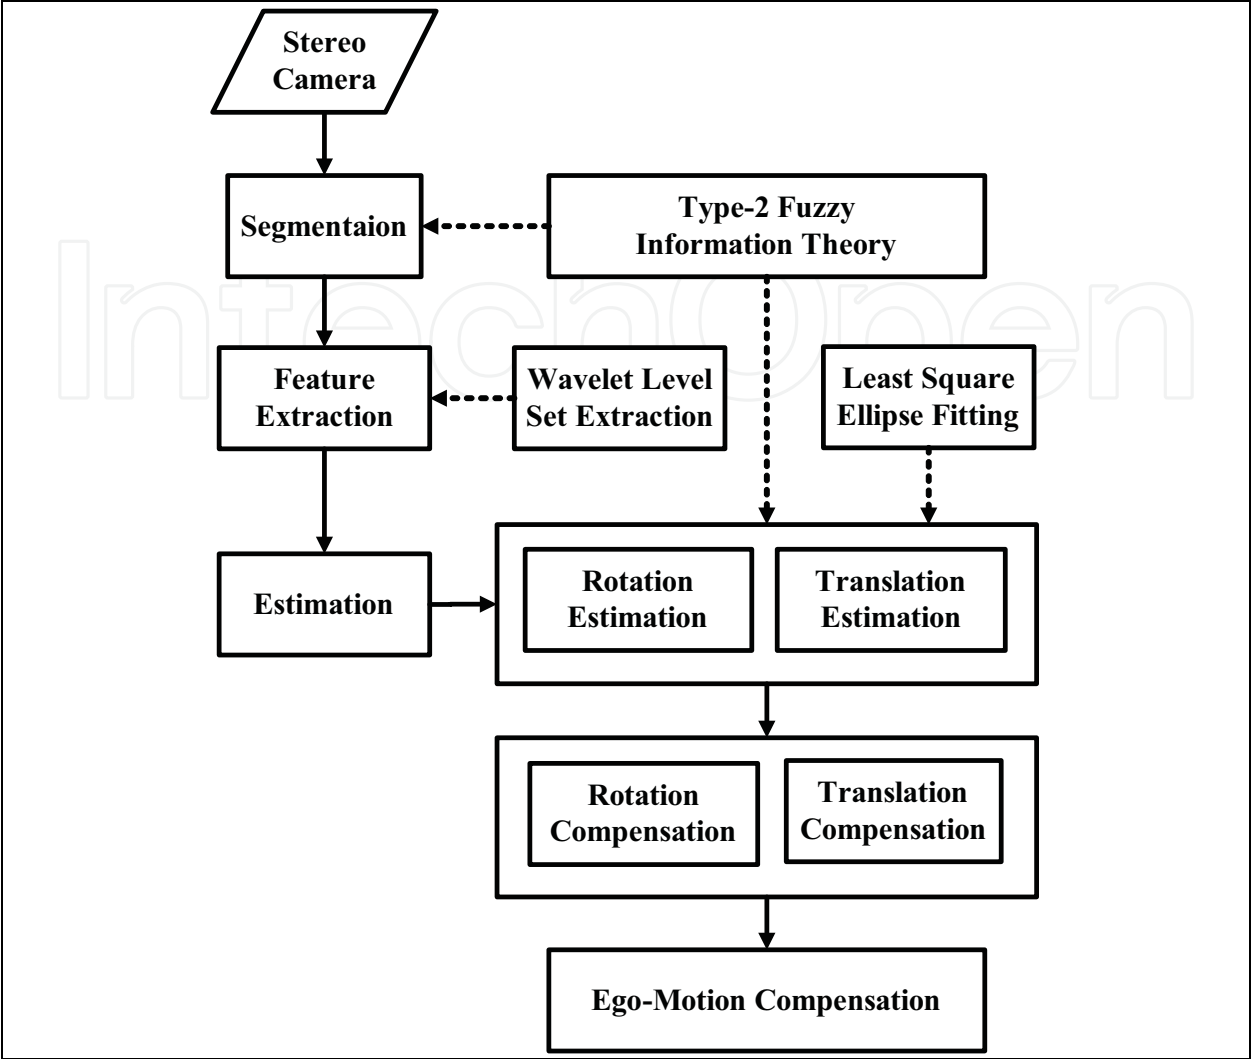 Stereo
Camera
Segmentaion
Type-2 Fuzzy
Information Theory
Feature
Extraction
Wavelet Level
Set Extraction
Least Square
Ellipse Fitting
Estimation
Rotation
Estimation
Translation
Estimation
Rotation
Compensation
Translation
Compensation
Ego-Motion Compensation
IntechOpen